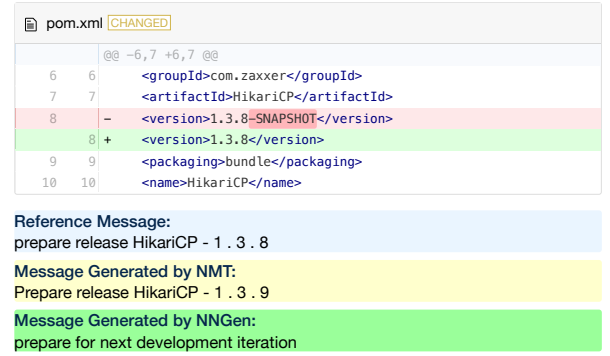 pom.xml CHANGED
@@ -6,7 +6,7 @@
6 6 <groupId>com.zaxxer</groupId>
7 7 <artifactId>HikariCP</artifactId>
8 - <version>1.3.8-SNAPSHOT</version>
8 + <version>1.3.8</version>
9 9 <packaging>bundle</packaging>
10 10 <name>HikariCP</name>
Reference Message:
prepare release HikariCP - 1 . 3 . 8
Message Generated by NMT:
Prepare release HikariCP - 1 . 3 . 9
Message Generated by NNGen:
prepare for next development iteration